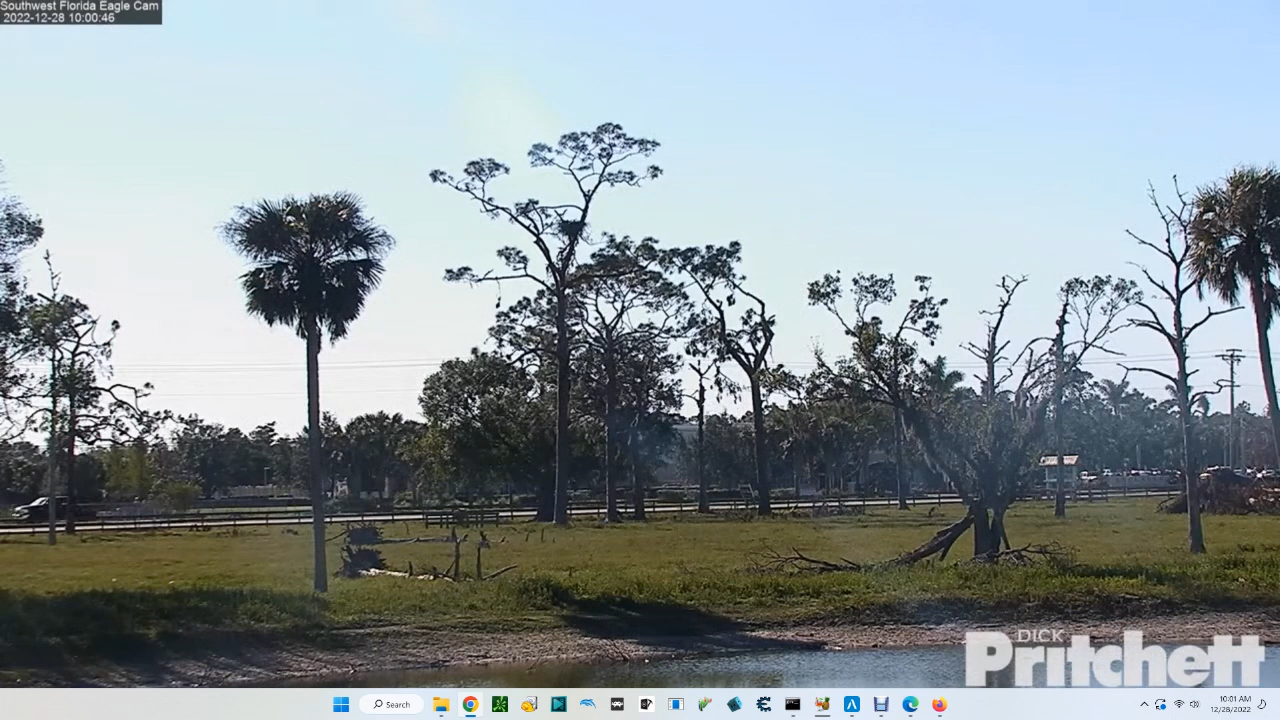 Southwest Florida Eagle Cam
2022-12-28 10:00:46
DICK
Pritchett
Search
10:01 AM
12/28/2022